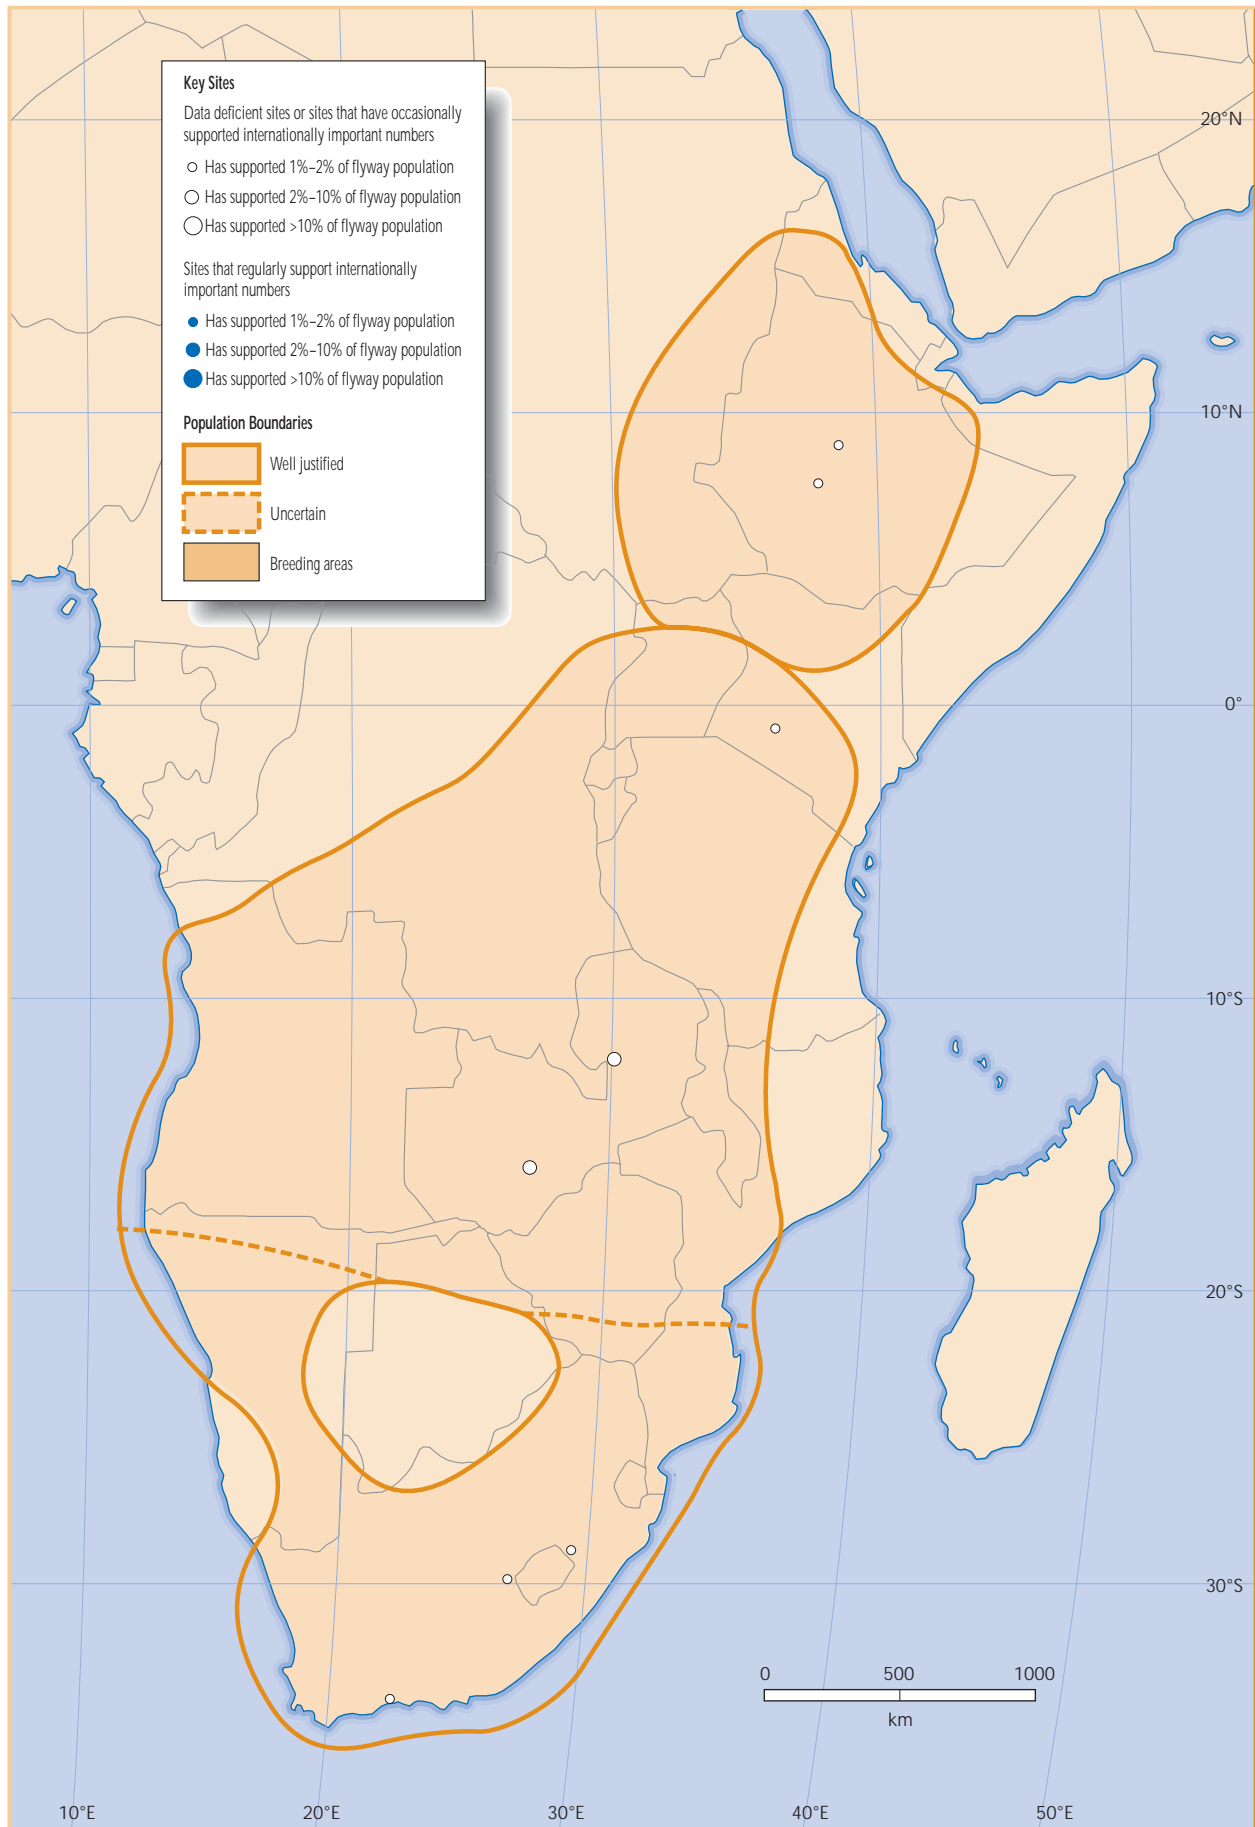 Key Sites
Data deficient sites or sites that have occasionally
supported internationally important numbers
Has supported 1%–2% of flyway population
Has supported 2%–10% of flyway population
Has supported >10% of flyway population
Sites that regularly support internationally
important numbers
Has supported 1%–2% of flyway population
Has supported 2%–10% of flyway population
Has supported >10% of flyway population
Population Boundaries
Well justified
Uncertain
Breeding areas
20°N
10°N
0°
10°S
20°S
30°S
0 500 1000
km
10°E 20°E 30°E 40°E 50°E